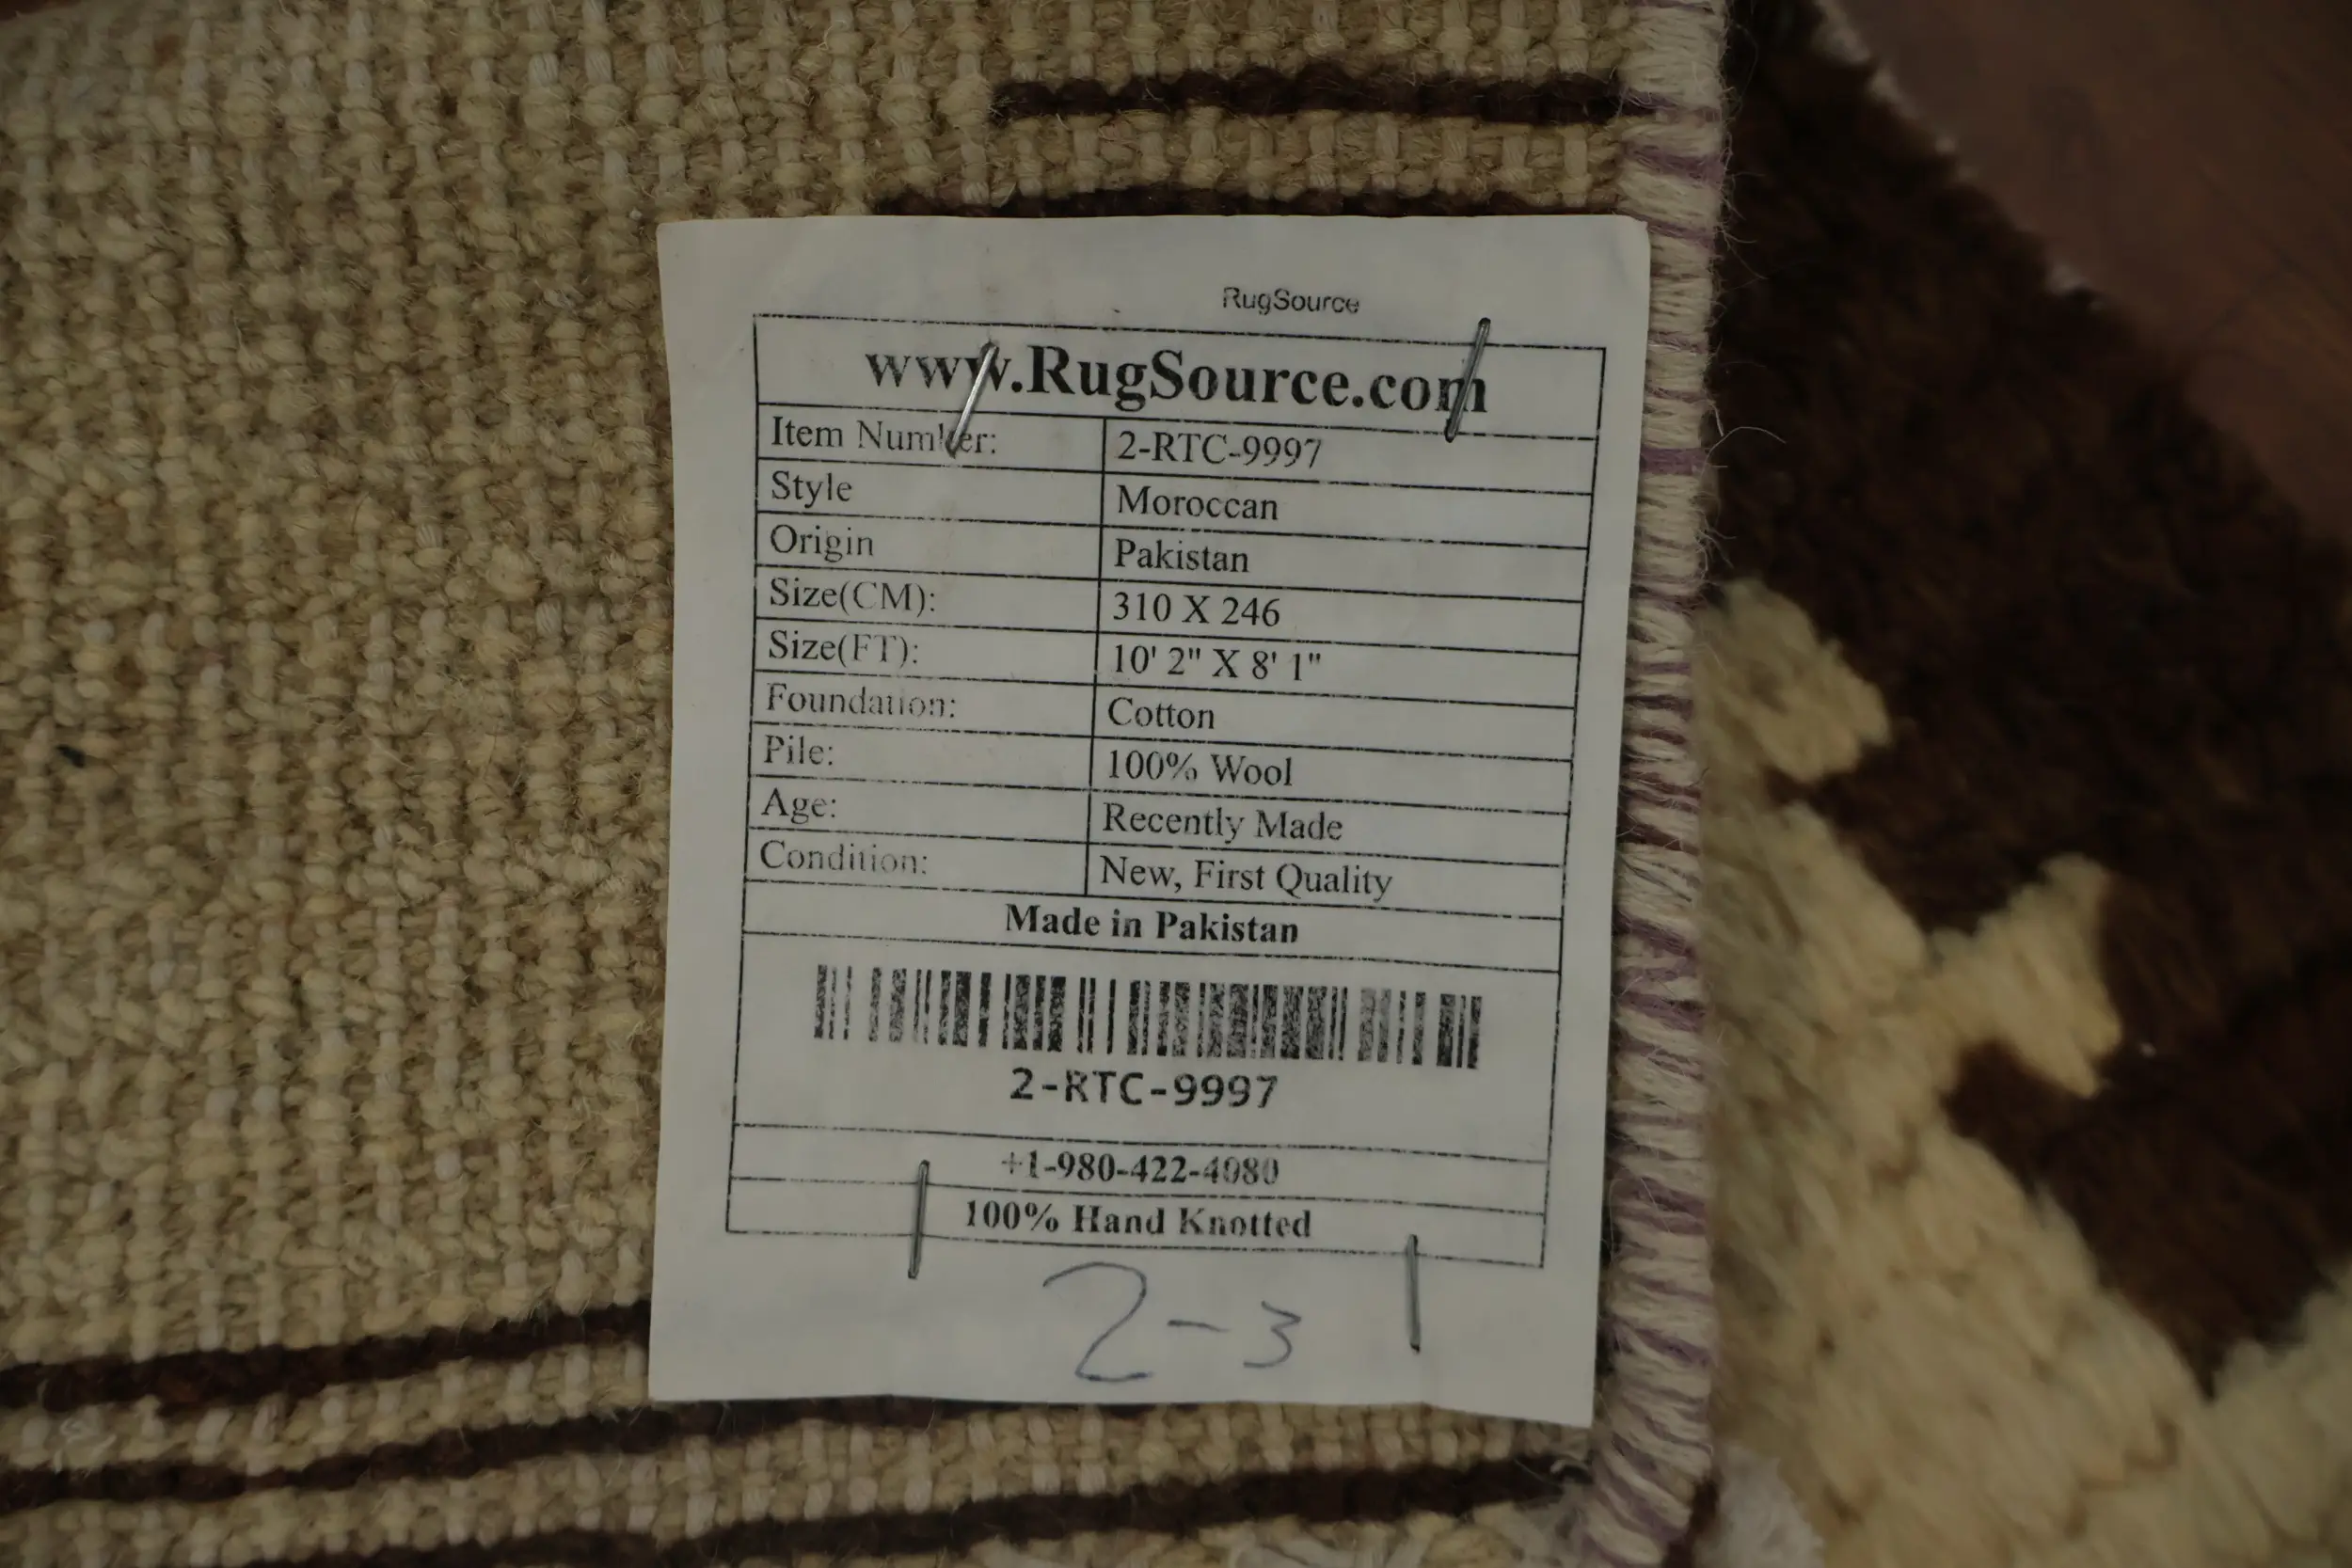 RugSource
www.RugSource.com
Item Number: 2-RTC-9997
Style Moroccan
Origin Pakistan
Size(CM): 310 X 246
Size(FT): 10' 2" X 8' 1"
Foundation: Cotton
Pile: 100% Wool
Age: Recently Made
Condition: New, First Quality
Made in Pakistan
2-RTC-9997
+1-980-422-4080
100% Hand Knotted
2-3